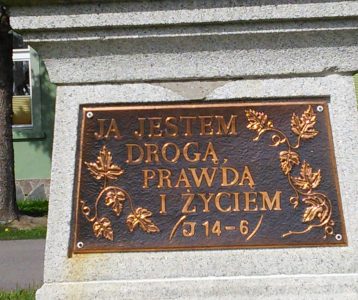 JA JESTEM
DROGĄ,
PRAWDĄ
I ŻYCIEM
(J 14-6)